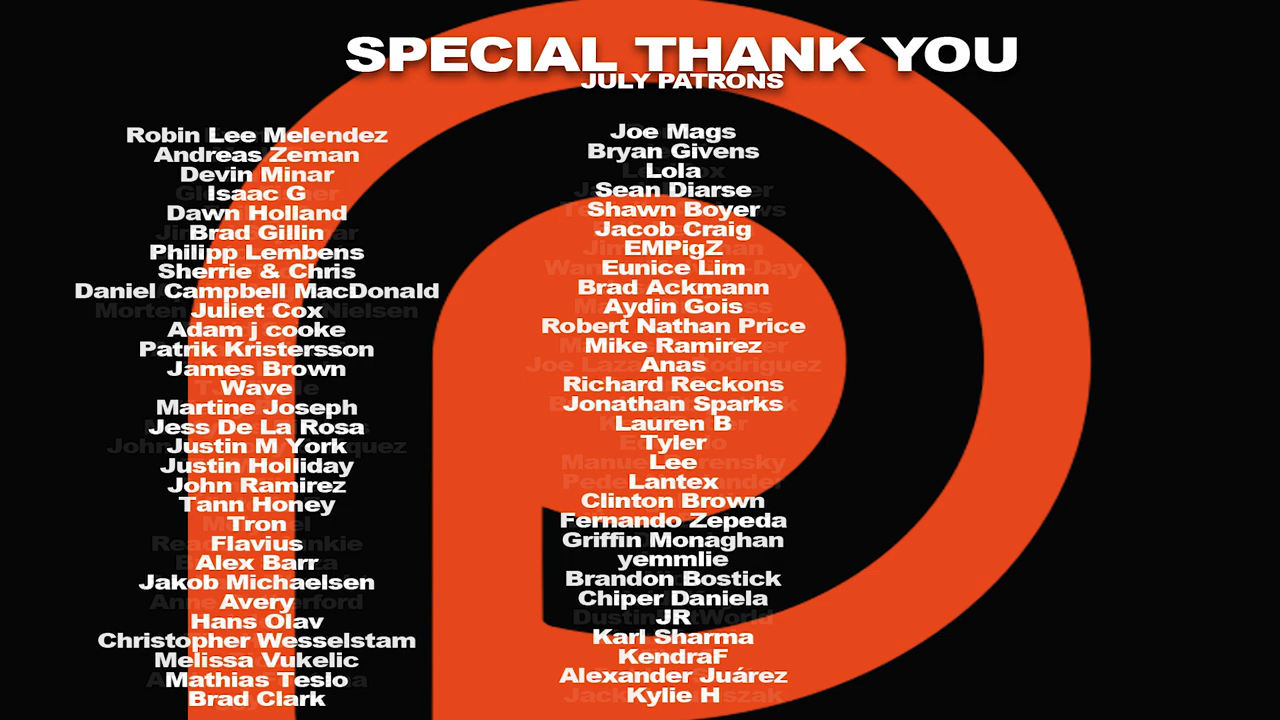 SPECIAL THANK YOU
JULY PATRONS
Robin Lee Melendez
Andreas Zeman
Devin Minar
Isaac G
Dawn Holland
Brad Gillin
Philipp Lembens
Sherrie & Chris
Daniel Campbell MacDonald
Juliet Cox
Adam j cooke
Patrik Kristersson
James Brown
Wave
Martine Joseph
Jess De La Rosa
Justin M York
Justin Holliday
John Ramirez
Tann Honey
Tron
Flavius
Alex Barr
Jakob Michaelsen
Avery
Hans Olav
Christopher Wesselstam
Melissa Vukelic
Mathias Teslo
Brad Clark
Joe Mags
Bryan Givens
Lola
Sean Diarse
Shawn Boyer
Jacob Craig
EMPigZ
Eunice Lim
Brad Ackmann
Aydin Gois
Robert Nathan Price
Mike Ramirez
Anas
Richard Reckons
Jonathan Sparks
Lauren B
Tyler
Lee
Lantex
Clinton Brown
Fernando Zepeda
Griffin Monaghan
yemmlie
Brandon Bostick
Chiper Daniela
JR
Karl Sharma
KendraF
Alexander Juárez
Kylie H